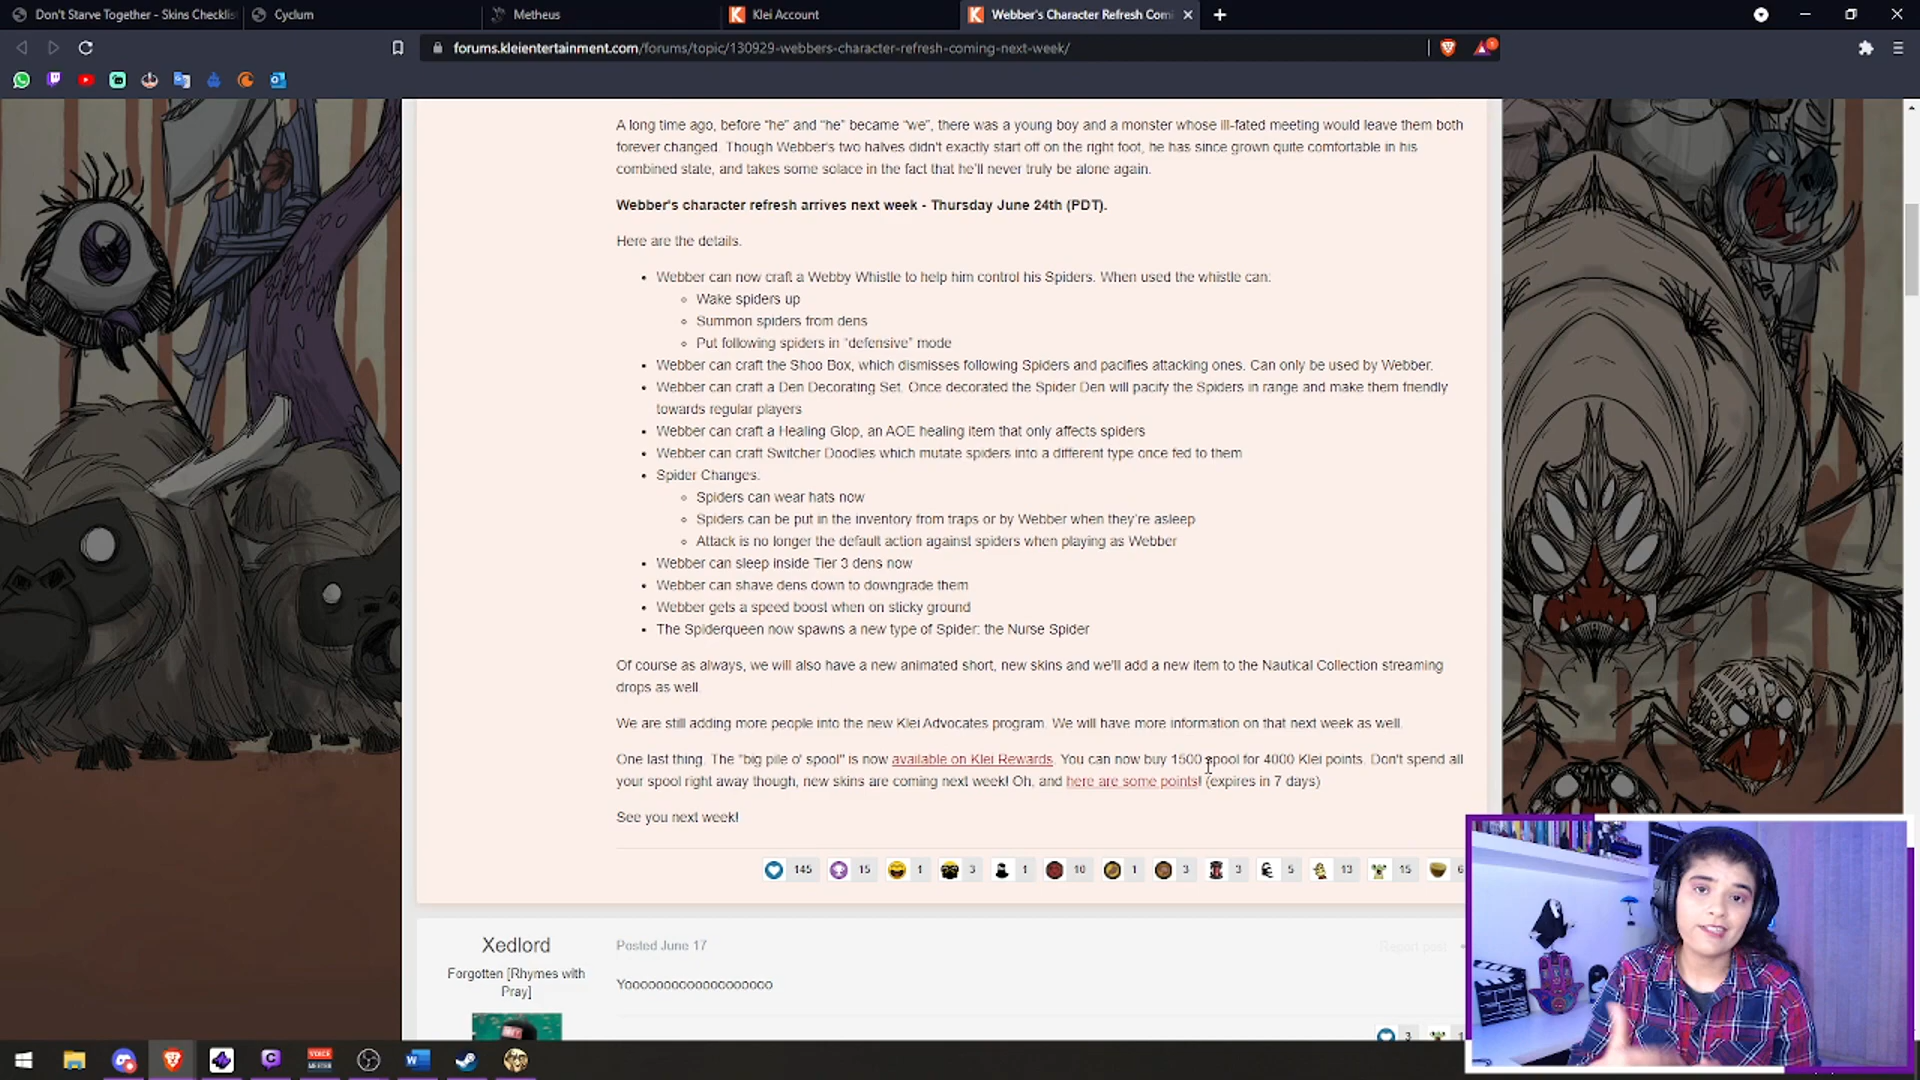 Don't Starve Together - Skins Checklis
Cyclum
Metheus
Klei Account
Webber's Character Refresh Comi
forums.kleientertainment.com/forums/topic/130929-webbers-character-refresh-coming-next-week/
A long time ago, before “he” and “he” became “we”, there was a young boy and a monster whose ill-fated meeting would leave them both
forever changed. Though Webber's two halves didn't exactly start off on the right foot, he has since grown quite comfortable in his
combined state, and takes some solace in the fact that he'll never truly be alone again.
Webber's character refresh arrives next week - Thursday June 24th (PDT).
Here are the details.
Webber can now craft a Webby Whistle to help him control his Spiders. When used the whistle can:
Wake spiders up
Summon spiders from dens
Put following spiders in “defensive” mode
Webber can craft the Shoo Box, which dismisses following Spiders and pacifies attacking ones. Can only be used by Webber.
Webber can craft a Den Decorating Set. Once decorated the Spider Den will pacify the Spiders in range and make them friendly
towards regular players
Webber can craft a Healing Glop, an AOE healing item that only affects spiders
Webber can craft Switcher Doodles which mutate spiders into a different type once fed to them
Spider Changes:
Spiders can wear hats now
Spiders can be put in the inventory from traps or by Webber when they're asleep
Attack is no longer the default action against spiders when playing as Webber
Webber can sleep inside Tier 3 dens now
Webber can shave dens down to downgrade them
Webber gets a speed boost when on sticky ground
The Spiderqueen now spawns a new type of Spider: the Nurse Spider
Of course as always, we will also have a new animated short, new skins and we'll add a new item to the Nautical Collection streaming
drops as well.
We are still adding more people into the new Klei Advocates program. We will have more information on that next week as well.
One last thing. The "big pile o' spool" is now available on Klei Rewards. You can now buy 1500 spool for 4000 Klei points. Don't spend all
your spool right away though, new skins are coming next week! Oh, and here are some points! (expires in 7 days)
See you next week!
145 15 1 3 1 10 1 3 3 5 13 15 6
Xedlord
Posted June 17
Report post
Forgotten [Rhymes with
Pray]
Yooooooooooooooooooo
3 1
VOICE
MEETER